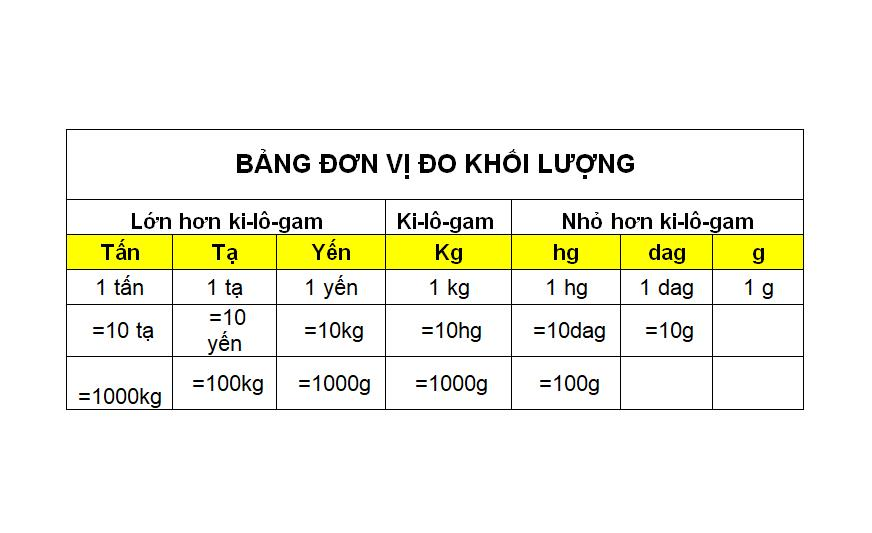 BẢNG ĐƠN VỊ ĐO KHỐI LƯỢNG
Lớn hơn ki-lô-gam Ki-lô-gam Nhỏ hơn ki-lô-gam
Tấn Tạ Yến Kg hg dag g
1 tấn 1 tạ 1 yến 1 kg 1 hg 1 dag 1 g
=10 tạ =10 yến =10kg =10hg =10dag =10g
=1000kg =100kg =1000g =1000g =100g